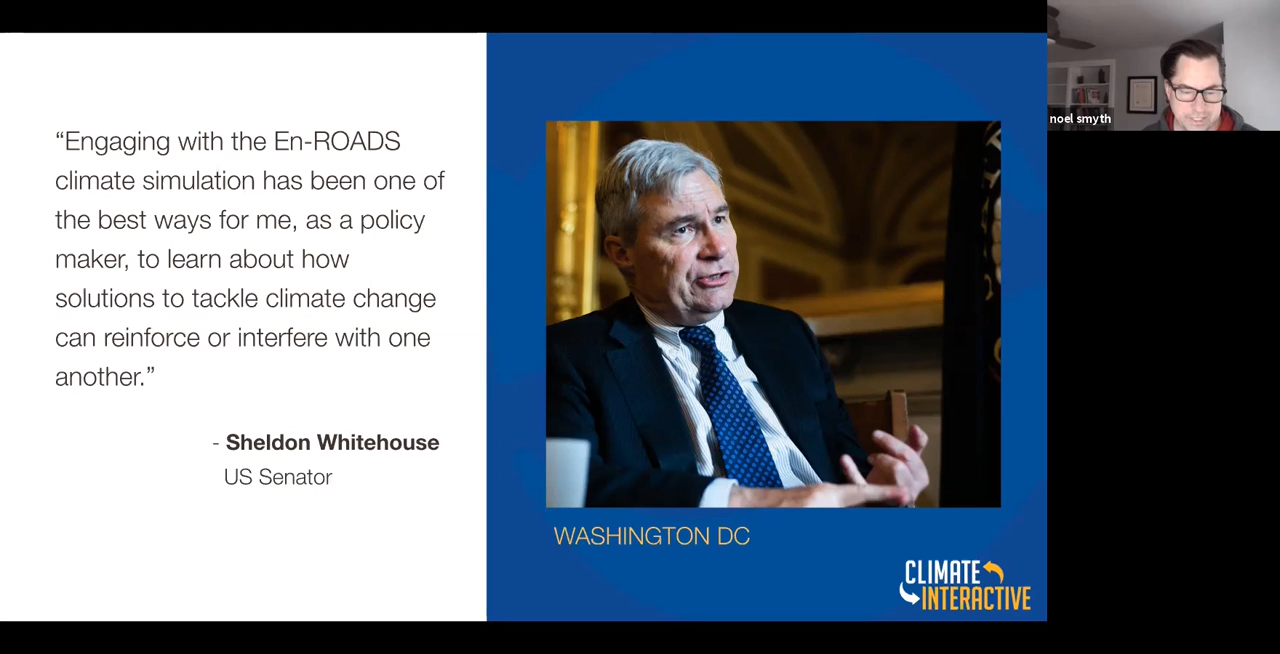 “Engaging with the En-ROADS
climate simulation has been one of
the best ways for me, as a policy
maker, to learn about how
solutions to tackle climate change
can reinforce or interfere with one
another.”
- Sheldon Whitehouse
US Senator
WASHINGTON DC
CLIMATE
INTERACTIVE
noel smyth